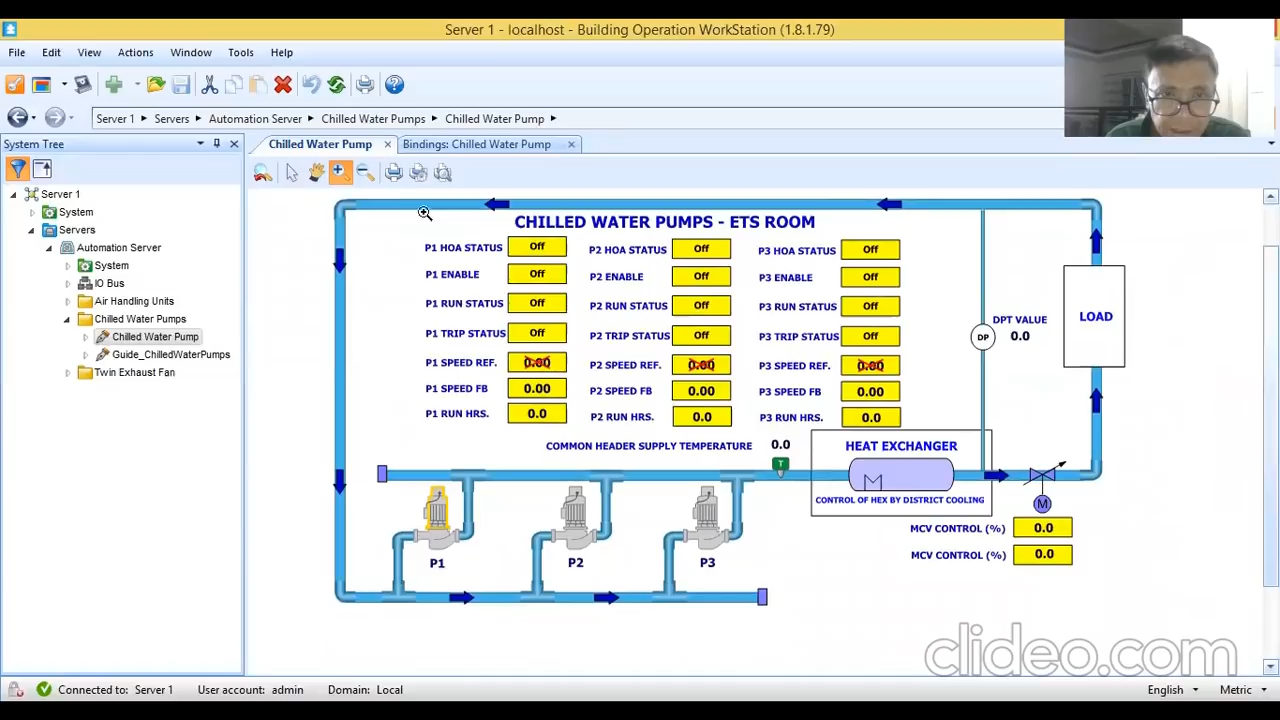 Server 1 - localhost - Building Operation WorkStation (1.8.1.79)
File Edit View Actions Window Tools Help
Server 1 Servers Automation Server Chilled Water Pumps Chilled Water Pump
System Tree
Server 1
System
Servers
Automation Server
System
IO Bus
Air Handling Units
Chilled Water Pumps
Chilled Water Pump
Guide_ChilledWaterPumps
Twin Exhaust Fan
Chilled Water Pump Bindings: Chilled Water Pump
CHILLED WATER PUMPS - ETS ROOM
P1 HOA STATUS Off P2 HOA STATUS Off P3 HOA STATUS Off
P1 ENABLE Off P2 ENABLE Off P3 ENABLE Off
P1 RUN STATUS Off P2 RUN STATUS Off P3 RUN STATUS Off
P1 TRIP STATUS Off P2 TRIP STATUS Off P3 TRIP STATUS Off
P1 SPEED REF. 0.00 P2 SPEED REF. 0.00 P3 SPEED REF. 0.00
P1 SPEED FB 0.00 P2 SPEED FB 0.00 P3 SPEED FB 0.00
P1 RUN HRS. 0.0 P2 RUN HRS. 0.0 P3 RUN HRS. 0.0
DPT VALUE
DP 0.0
LOAD
COMMON HEADER SUPPLY TEMPERATURE 0.0
T
HEAT EXCHANGER
CONTROL OF HEX BY DISTRICT COOLING
M
MCV CONTROL (%) 0.0
MCV CONTROL (%) 0.0
P1 P2 P3
clideo.com
Connected to: Server 1 User account: admin Domain: Local English Metric